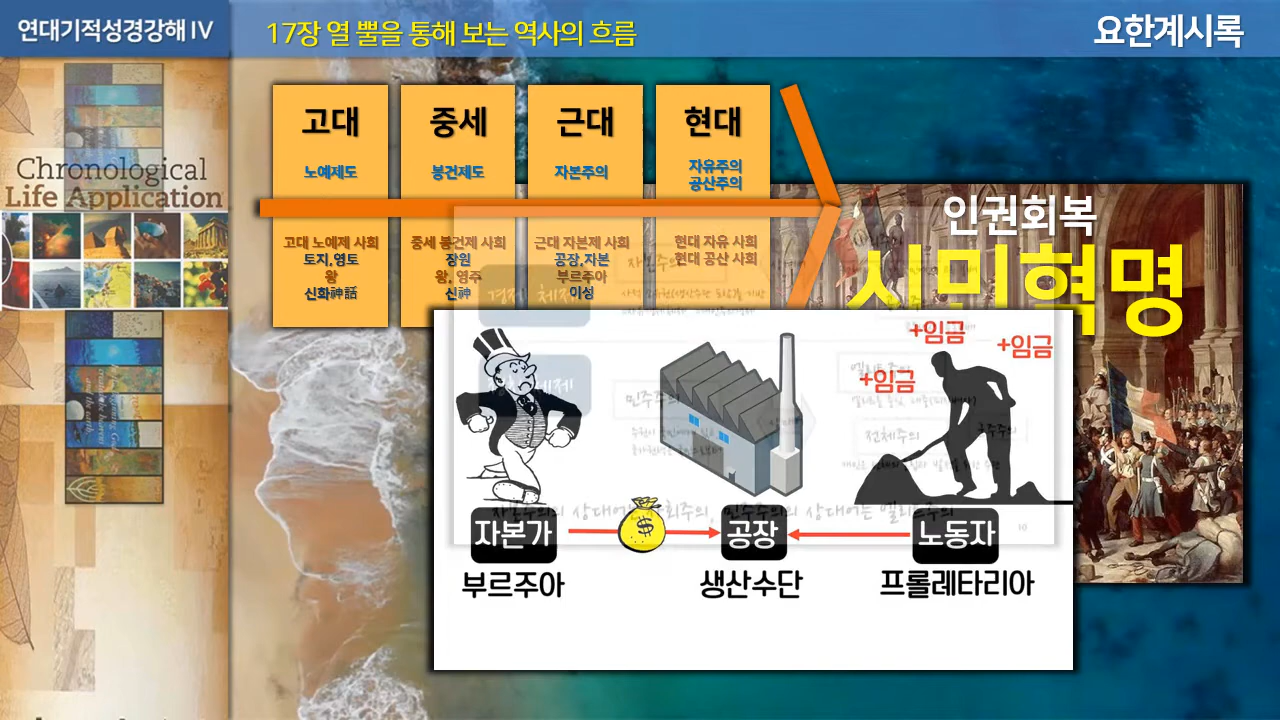 연대기적성경강해 IV
17장 열 뿔을 통해 보는 역사의 흐름
요한계시록
Chronological
Life Application
고대
노예제도
중세
봉건제도
근대
자본주의
현대
자유주의
공산주의
고대 노예제 사회
토지.영토
왕
신화神話
중세 봉건제 사회
장원
왕. 영주
신神
근대 자본제 사회
공장.자본
부르주아
이성
현대 자유 사회
현대 공산 사회
인권회복
시민혁명
+임금
+임금
+임금
$
자본가
공장
노동자
부르주아
생산수단
프롤레타리아